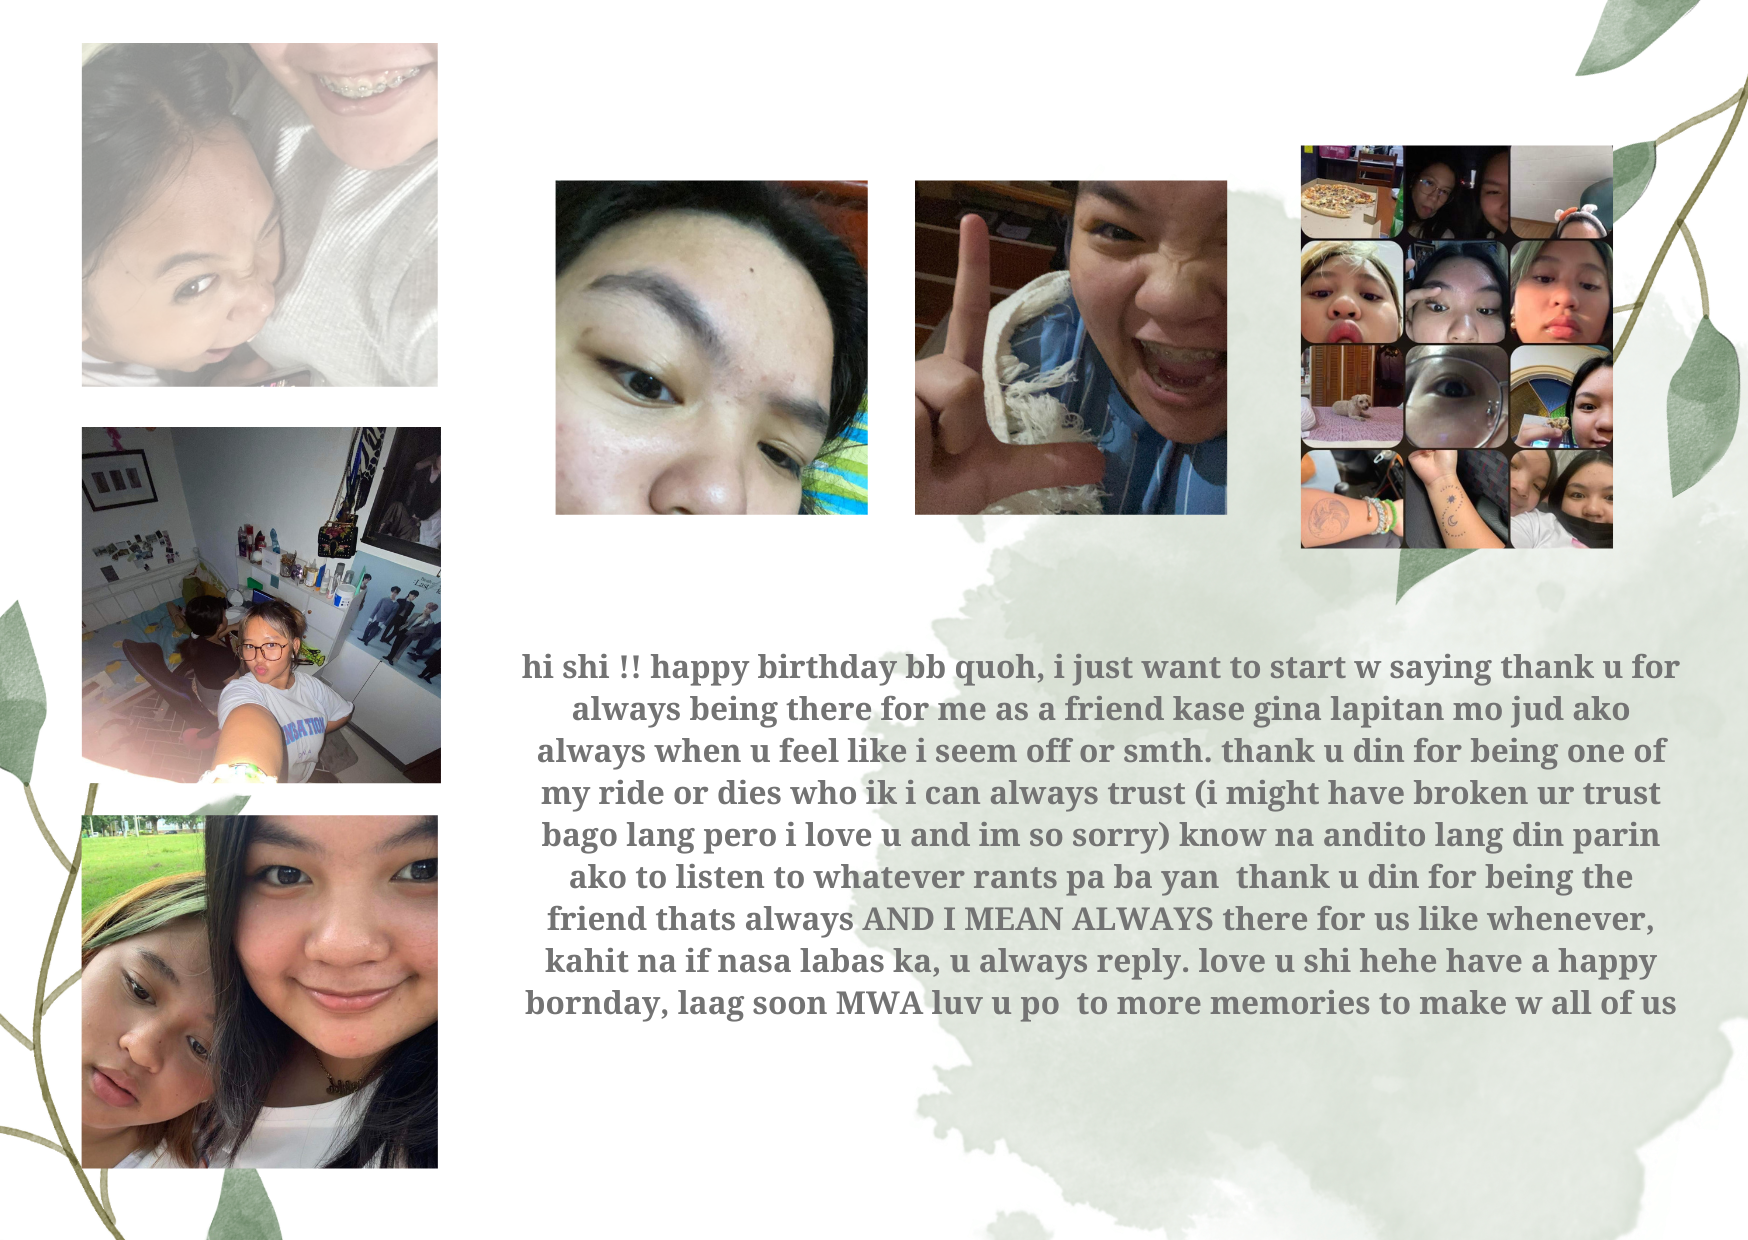 hi shi !! happy birthday bb quoh, i just want to start w saying thank u for
always being there for me as a friend kase gina lapitan mo jud ako
always when u feel like i seem off or smth. thank u din for being one of
my ride or dies who ik i can always trust (i might have broken ur trust
bago lang pero i love u and im so sorry) know na andito lang din parin
ako to listen to whatever rants pa ba yan  thank u din for being the
friend thats always AND I MEAN ALWAYS there for us like whenever,
kahit na if nasa labas ka, u always reply. love u shi hehe have a happy
bornday, laag soon MWA luv u po  to more memories to make w all of us